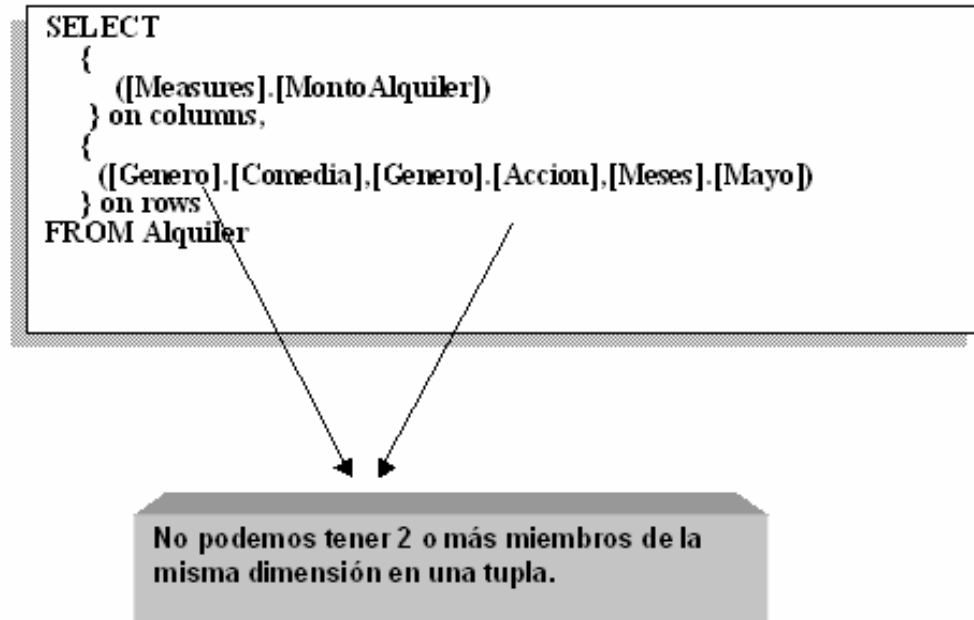 SELECT
{
([Measures].[MontoAlquiler])
} on columns,
{
([Genero].[Comedia],[Genero].[Accion],[Meses].[Mayo])
} on rows
FROM Alquiler
No podemos tener 2 o más miembros de la
misma dimensión en una tupla.